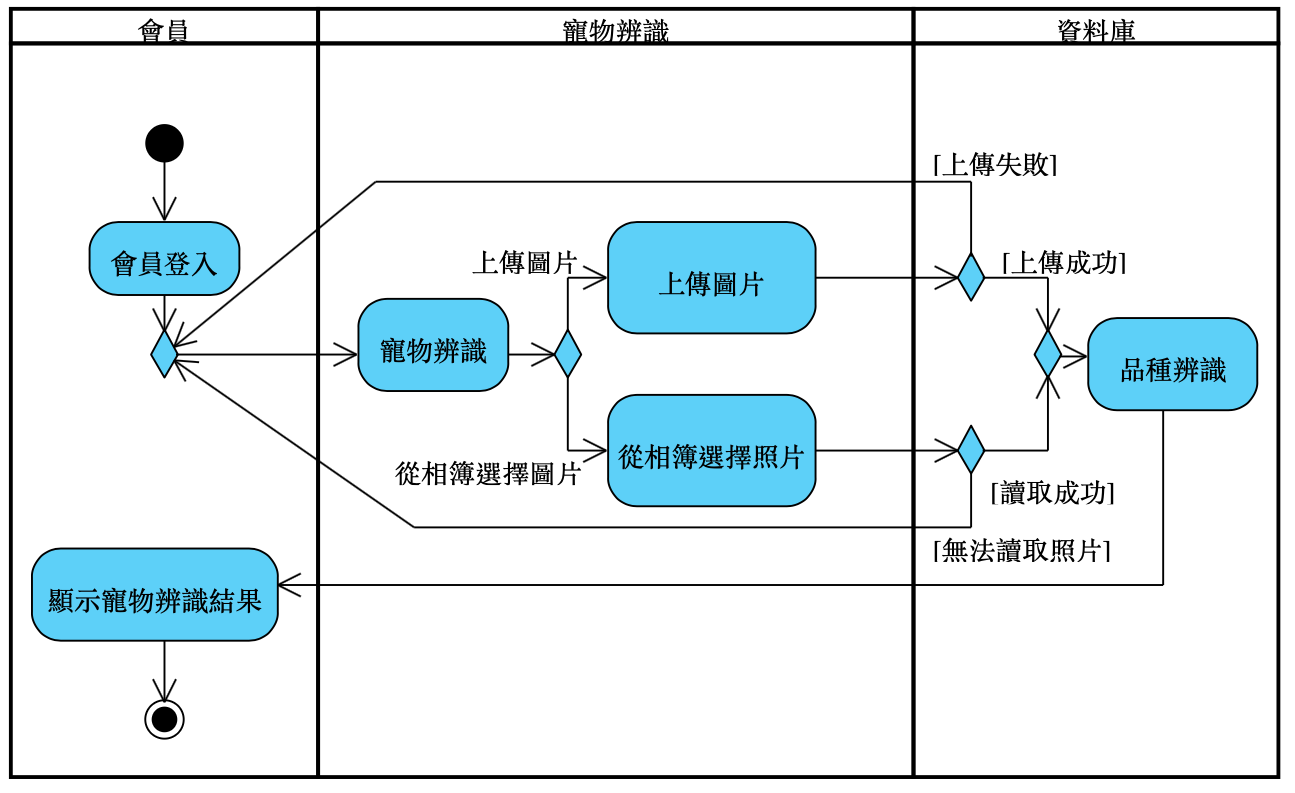 會員
寵物辨識
資料庫
[上傳失敗]
會員登入
上傳圖片
上傳圖片
[上傳成功]
寵物辨識
品種辨識
從相簿選擇圖片
從相簿選擇照片
[讀取成功]
[無法讀取照片]
顯示寵物辨識結果